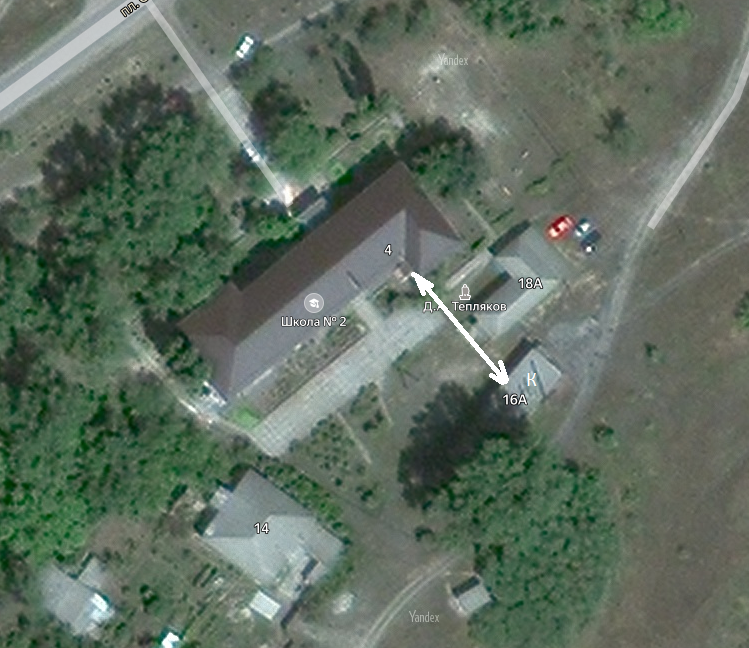 пл. С
Yandex
4
18А
Школа № 2
Тепляков
К
16А
14
Yandex